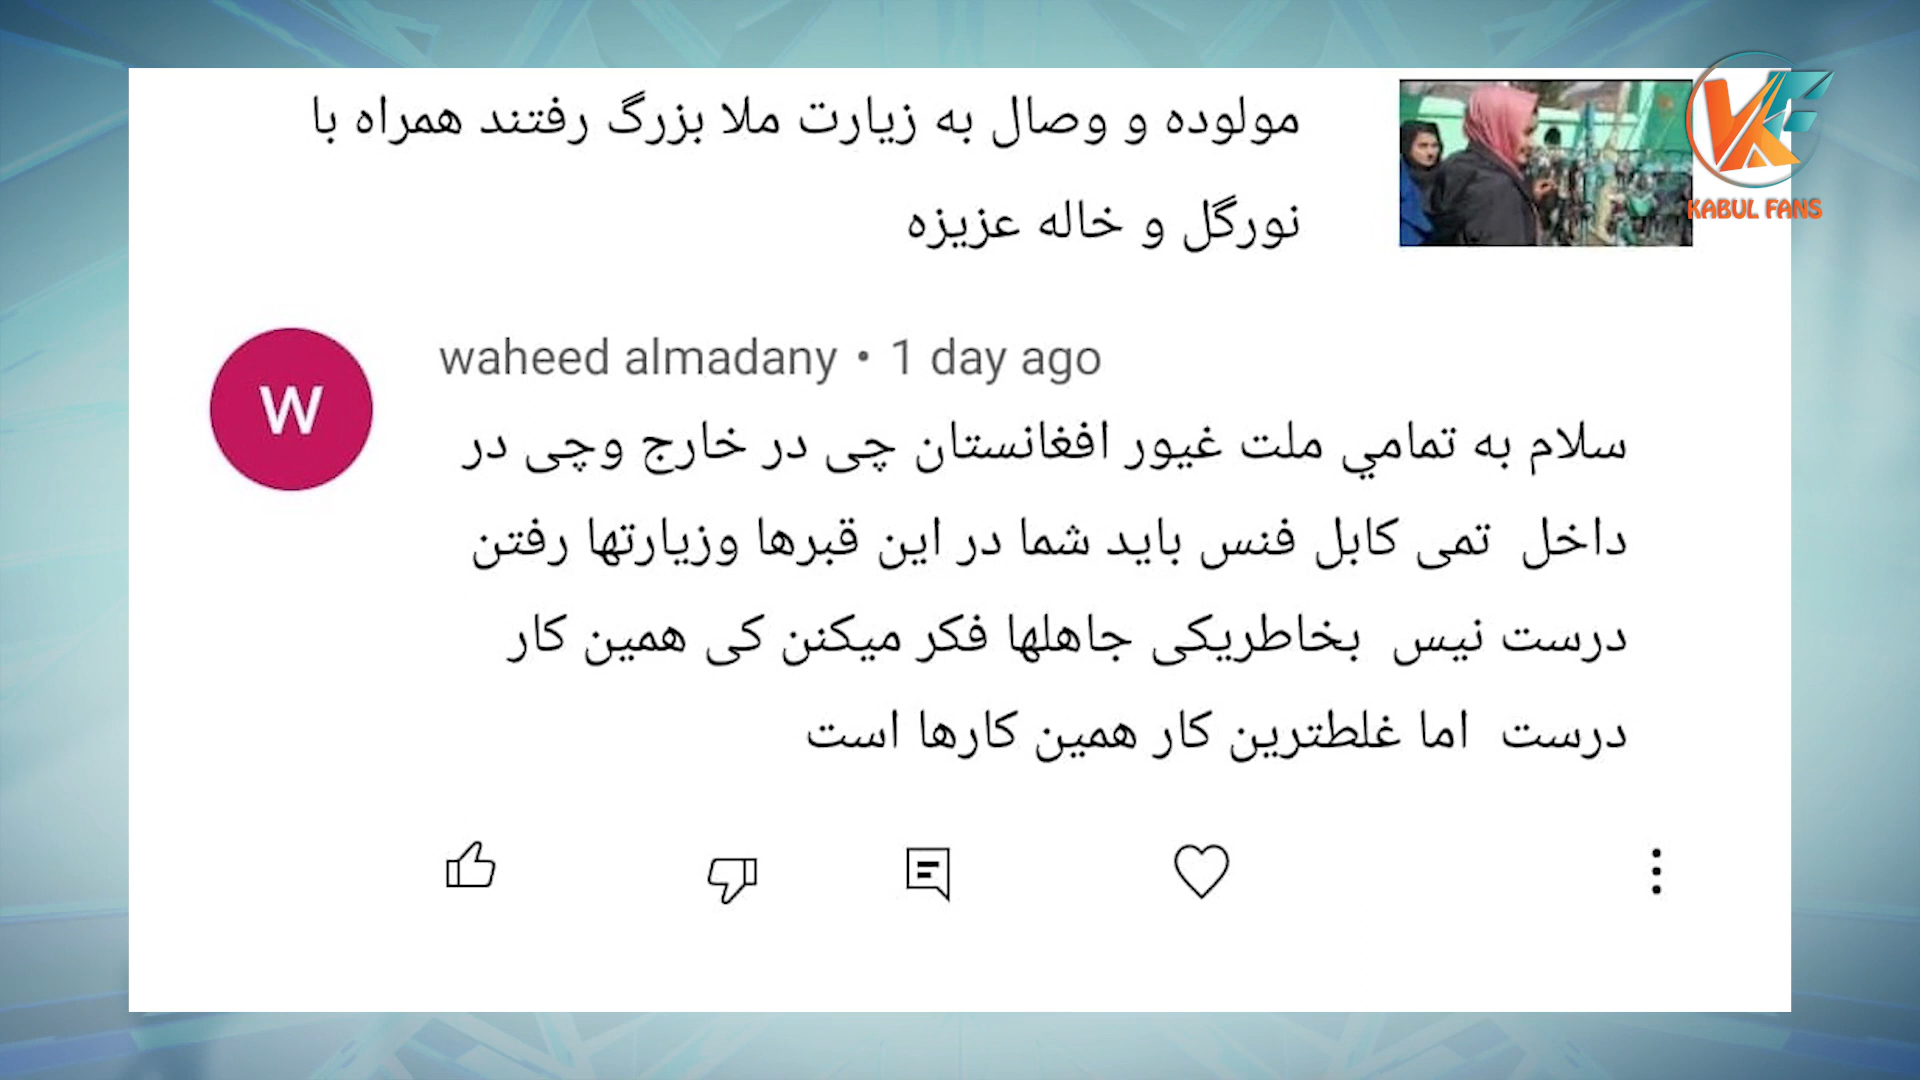 مولوده و وصال به زیارت ملا بزرگ رفتند همراه با
نورگل و خاله عزیزه
KABUL FANS
W
waheed almadany • 1 day ago
سلام به تمامي ملت غیور افغانستان چی در خارج وچی در
داخل تمی کابل فنس باید شما در این قبرها وزیارتها رفتن
درست نیس بخاطریکی جاهلها فکر میکنن کی همین کار
درست اما غلطترین کار همین کارها است